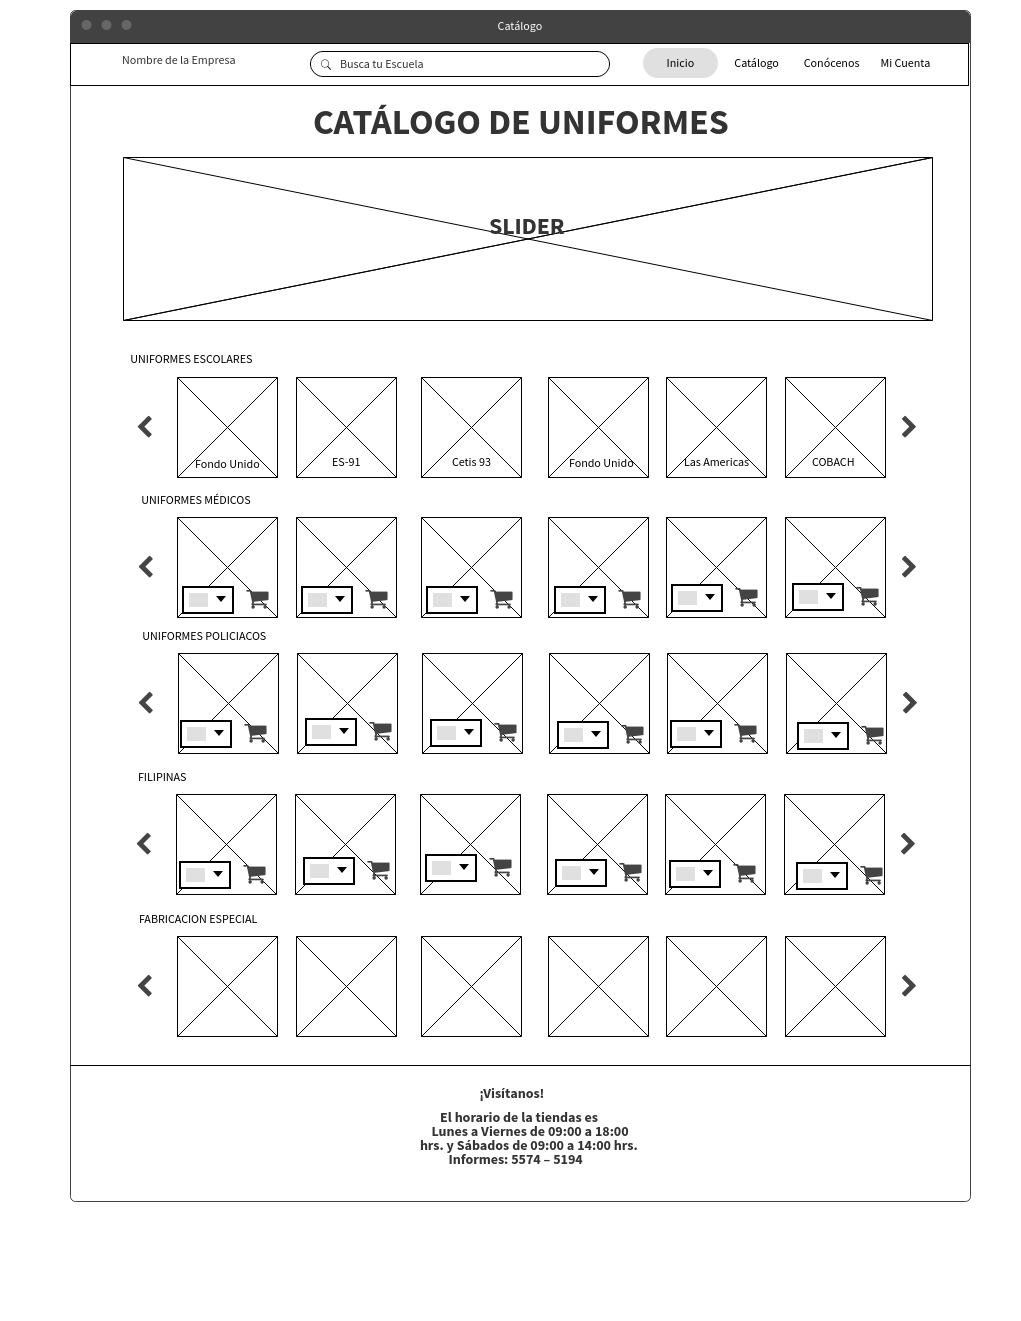 Catálogo
Nombre de la Empresa
Busca tu Escuela
Inicio
Catálogo
Conócenos
Mi Cuenta
CATÁLOGO DE UNIFORMES
SLIDER
UNIFORMES ESCOLARES
Fondo Unido
ES-91
Cetis 93
Fondo Unido
Las Americas
COBACH
UNIFORMES MÉDICOS
UNIFORMES POLICIACOS
FILIPINAS
FABRICACION ESPECIAL
¡Visítanos!
El horario de la tiendas es
Lunes a Viernes de 09:00 a 18:00
hrs. y Sábados de 09:00 a 14:00 hrs.
Informes: 5574 – 5194